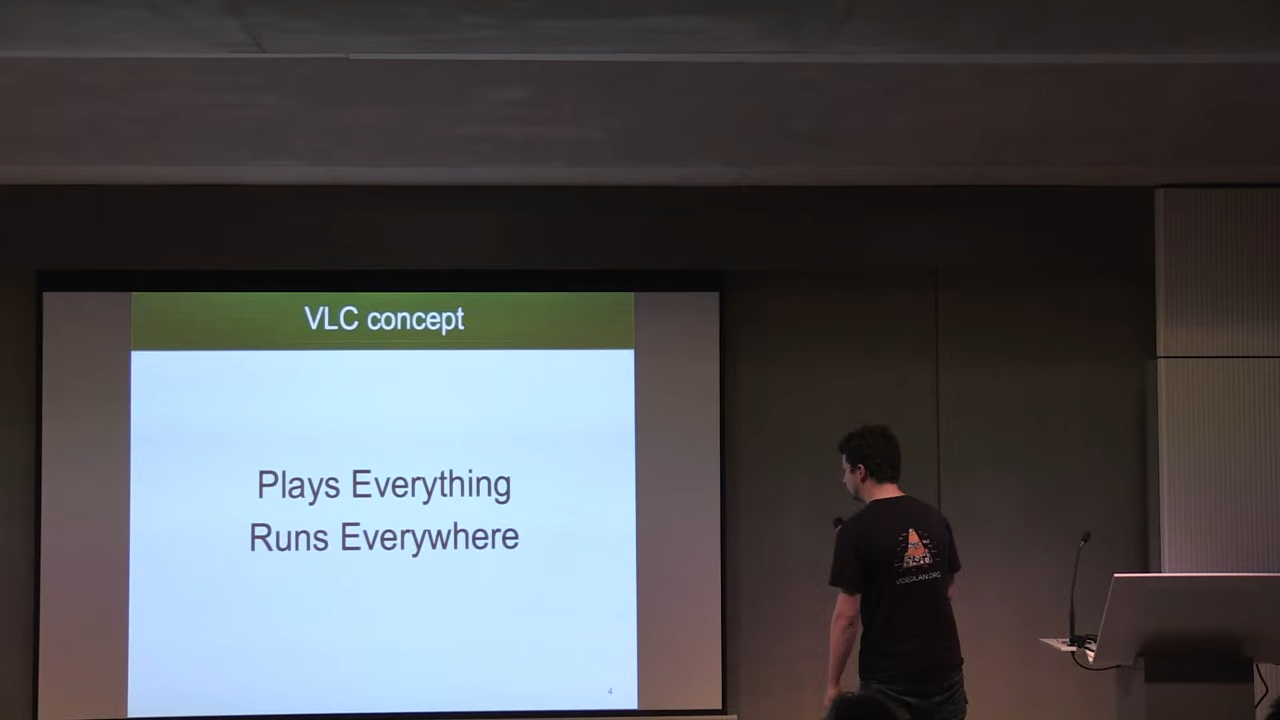 VLC concept
Plays Everything
Runs Everywhere
4
VIDEOLAN.ORG